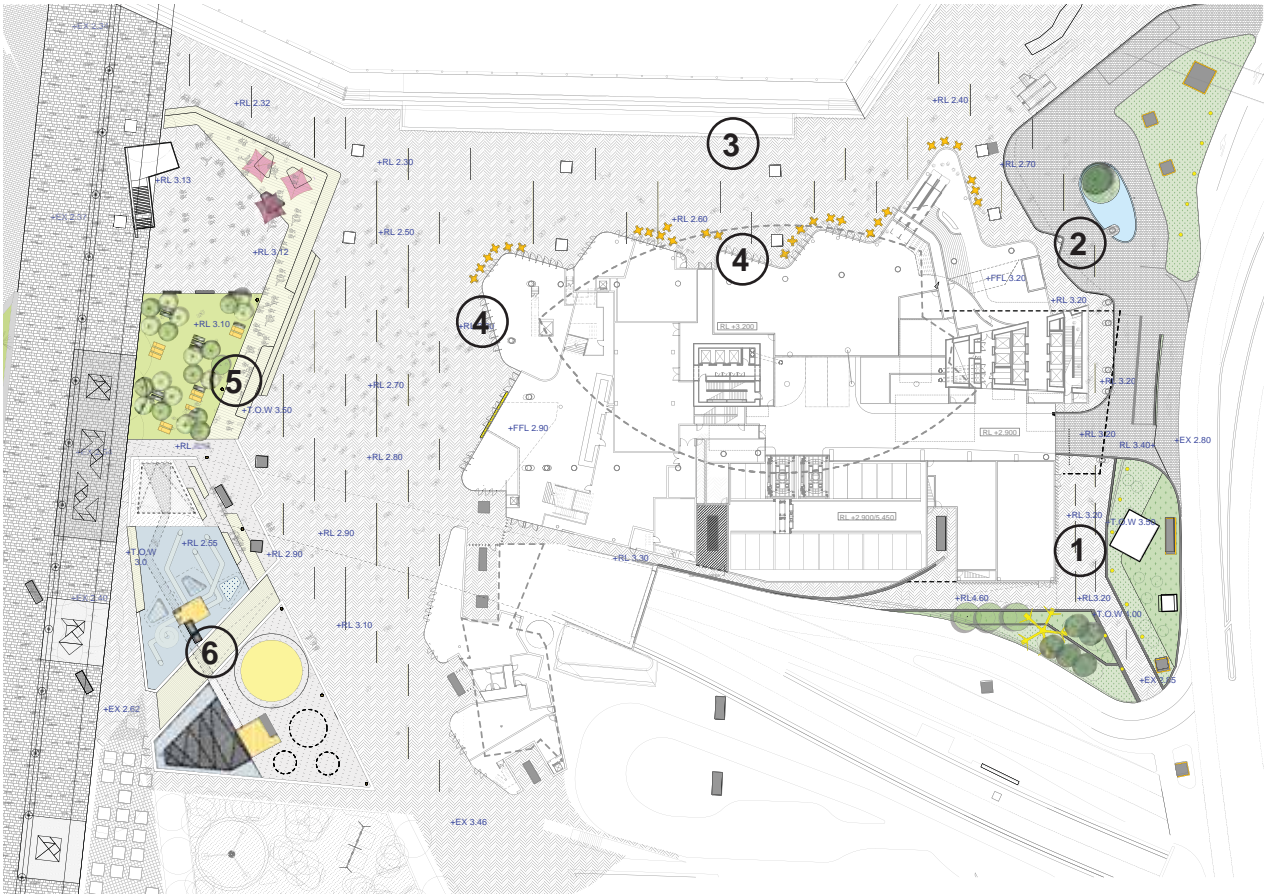 +EX 2.34
+RL 2.32
+RL 2.40
3
+RL 2.30
+RL 2.70
+RL 3.13
+EX 2.37
+RL 2.60
+RL 2.50
2
+RL 3.12
4
+FFL 3.20
+RL 3.20
4
+RL 3.10
RL +3.200
5
+RL 2.70
+RL 3.20
+T.O.W 3.50
+FFL 2.90
RL +2.900
+RL 3.20
RL 3.40+
+EX 2.80
+RL
+RL 2.80
RL +2.900/5.450
+RL 3.20
+T.O.W 3.50
+RL 2.90
+RL 2.55
+T.O.W
3.0
+RL 2.90
+RL 3.30
1
+RL4.60
+RL3.20
+RL 3.10
6
+EX 2.62
+EX 3.46